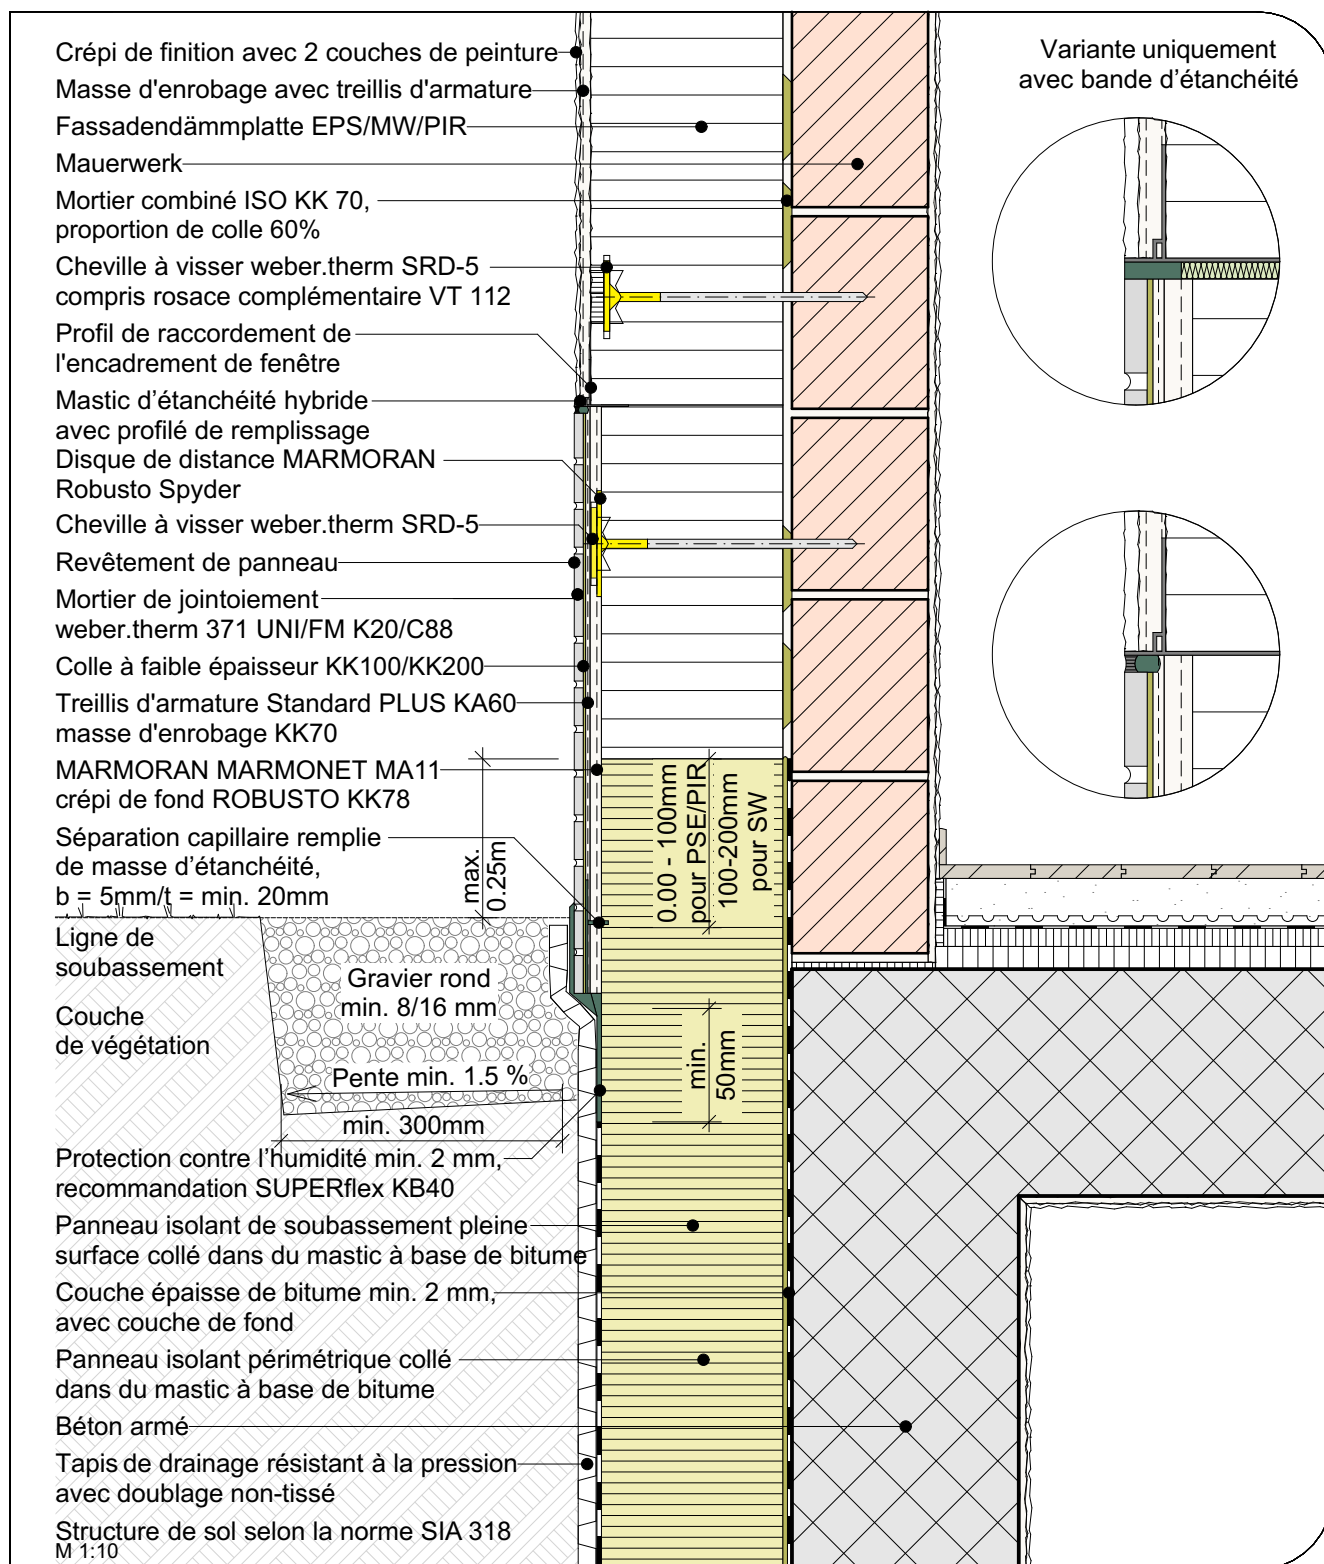 Crépi de finition avec 2 couches de peinture
Masse d'enrobage avec treillis d'armature
Fassadendämmplatte EPS/MW/PIR
Mauerwerk
Mortier combiné ISO KK 70,
proportion de colle 60%
Cheville à visser weber.therm SRD-5
compris rosace complémentaire VT 112
Profil de raccordement de
l'encadrement de fenêtre
Mastic d’étanchéité hybride
avec profilé de remplissage
Disque de distance MARMORAN
Robusto Spyder
Cheville à visser weber.therm SRD-5
Revêtement de panneau
Mortier de jointoiement
weber.therm 371 UNI/FM K20/C88
Colle à faible épaisseur KK100/KK200
Treillis d'armature Standard PLUS KA60
masse d'enrobage KK70
MARMORAN MARMONET MA11
crépi de fond ROBUSTO KK78
Séparation capillaire remplie
de masse d’étanchéité,
b = 5mm/t = min. 20mm
Ligne de
soubassement
Couche
de végétation
Gravier rond
min. 8/16 mm
Pente min. 1.5 %
min. 300mm
Protection contre l’humidité min. 2 mm,
recommandation SUPERflex KB40
Panneau isolant de soubassement pleine
surface collé dans du mastic à base de bitume
Couche épaisse de bitume min. 2 mm,
avec couche de fond
Panneau isolant périmétrique collé
dans du mastic à base de bitume
Béton armé
Tapis de drainage résistant à la pression
avec doublage non-tissé
Structure de sol selon la norme SIA 318
M 1:10
max.
0.25m
0.00 - 100mm
pour PSE/PIR
100-200mm
pour SW
min.
50mm
Variante uniquement
avec bande d’étanchéité